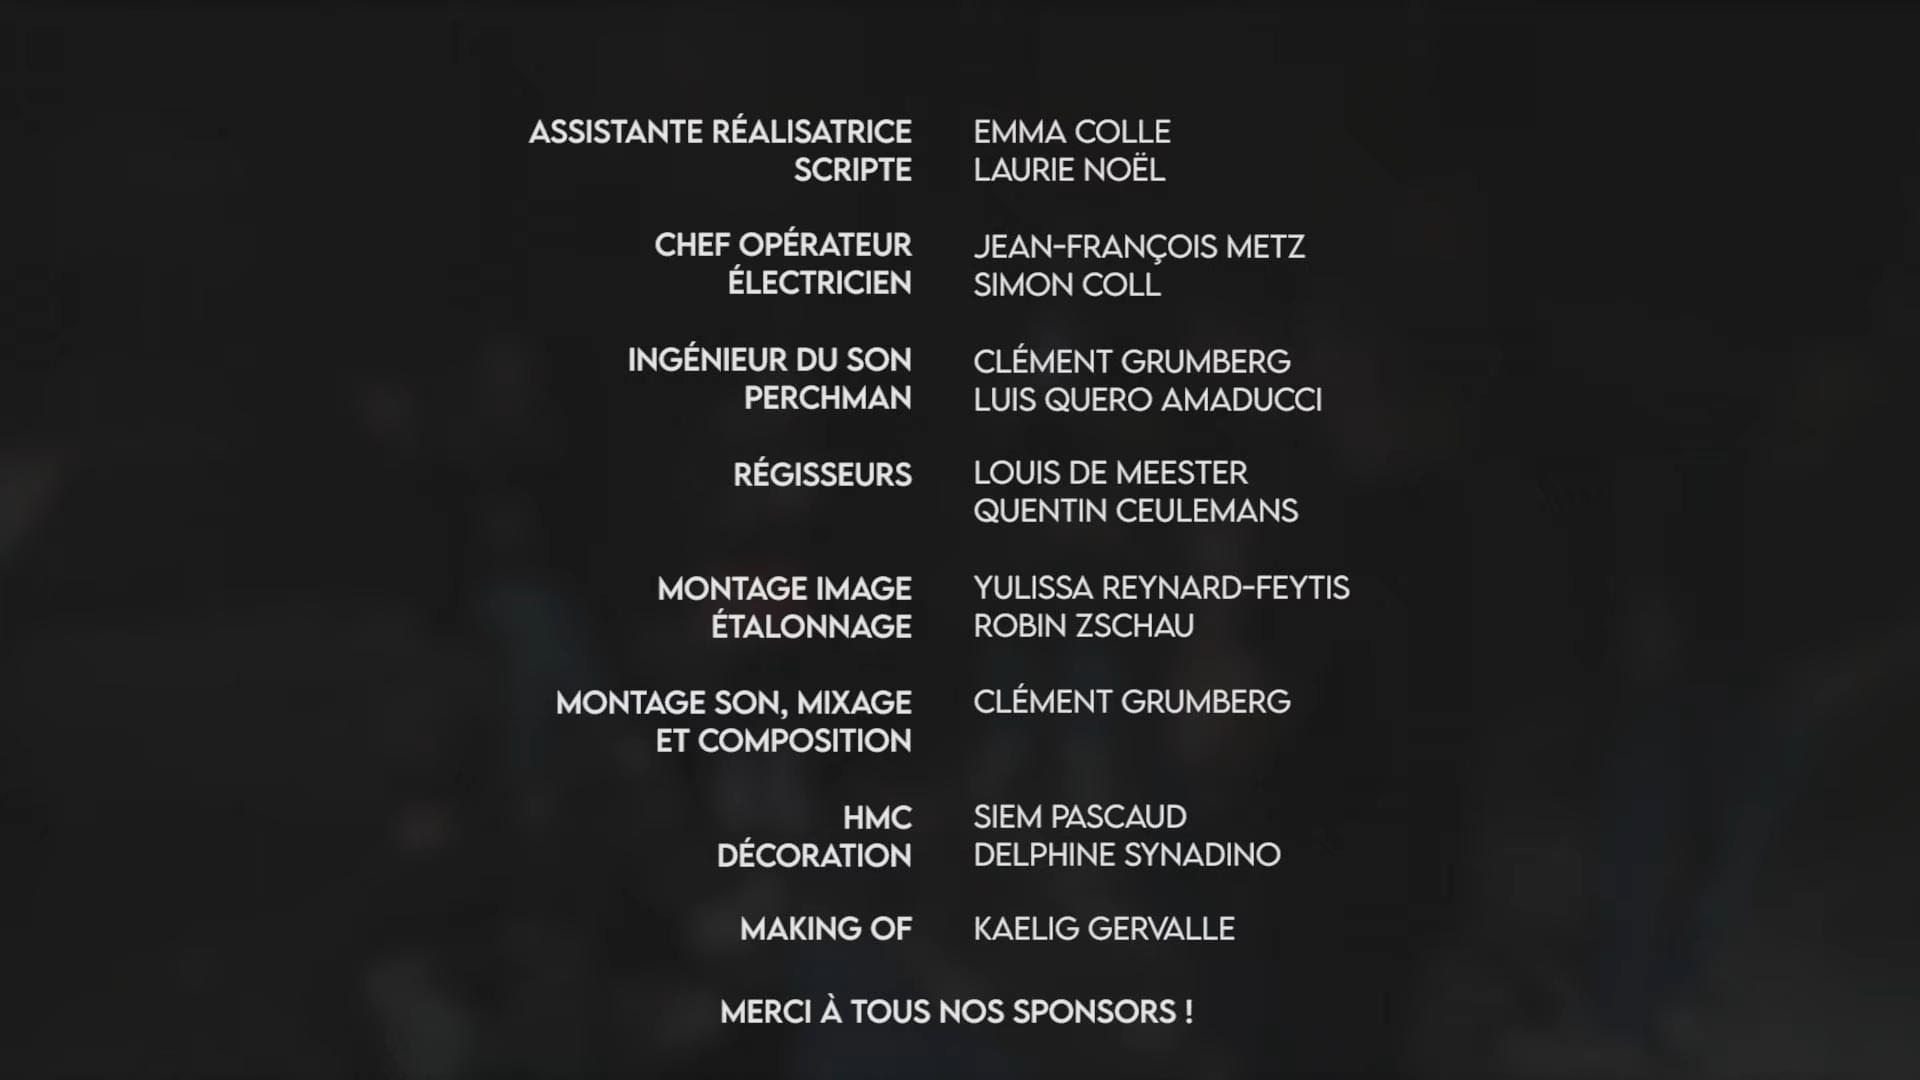 ASSISTANTE RÉALISATRICE EMMA COLLE
SCRIPTE LAURIE NOËL
CHEF OPÉRATEUR JEAN-FRANÇOIS METZ
ÉLECTRICIEN SIMON COLL
INGÉNIEUR DU SON CLÉMENT GRUMBERG
PERCHMAN LUIS QUERO AMADUCCI
RÉGISSEURS LOUIS DE MEESTER
QUENTIN CEULEMANS
MONTAGE IMAGE YULISSA REYNARD-FEYTIS
ÉTALONNAGE ROBIN ZSCHAU
MONTAGE SON, MIXAGE CLÉMENT GRUMBERG
ET COMPOSITION
HMC SIEM PASCAUD
DÉCORATION DELPHINE SYNADINO
MAKING OF KAELIG GERVALLE
MERCI À TOUS NOS SPONSORS !